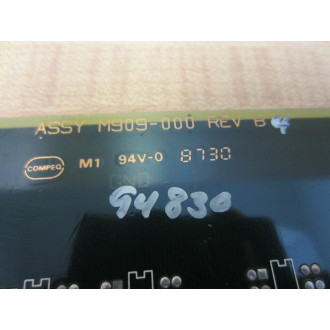 ASSY M909-000 REV B
COMPEQ M1 94V-0 8730
GND
94830